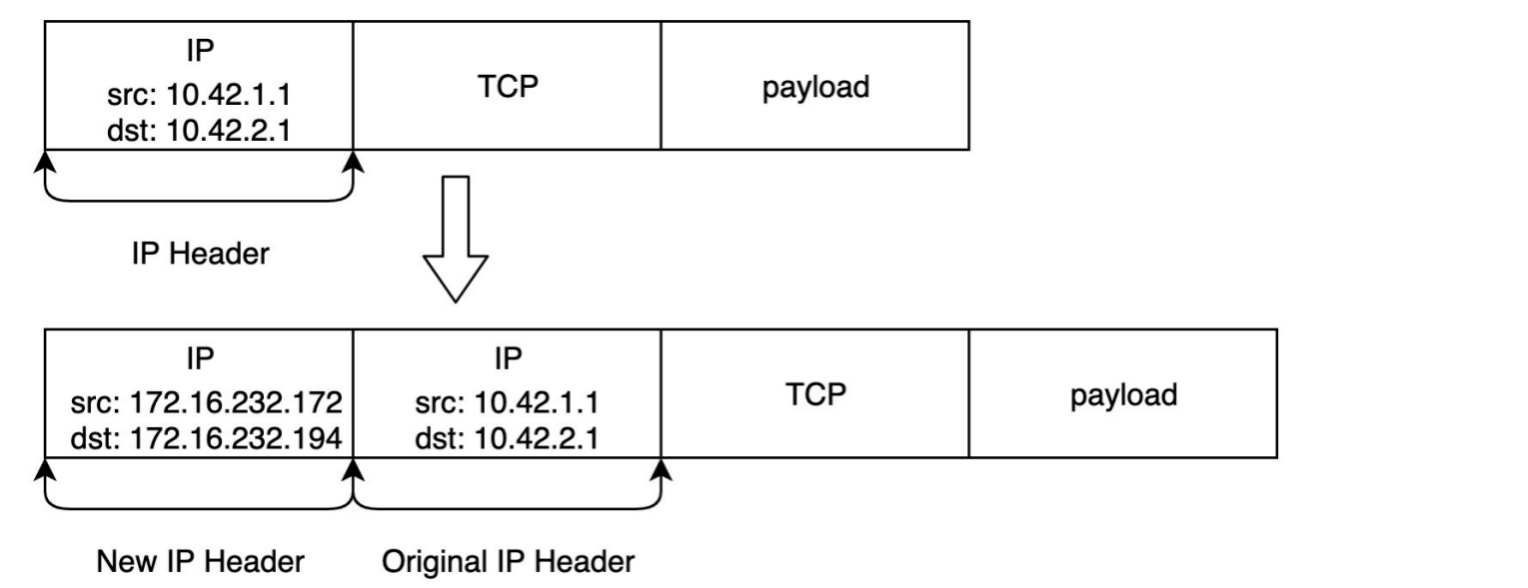 IP
src: 10.42.1.1
dst: 10.42.2.1
TCP
payload
IP Header
IP
src: 172.16.232.172
dst: 172.16.232.194
IP
src: 10.42.1.1
dst: 10.42.2.1
TCP
payload
New IP Header
Original IP Header